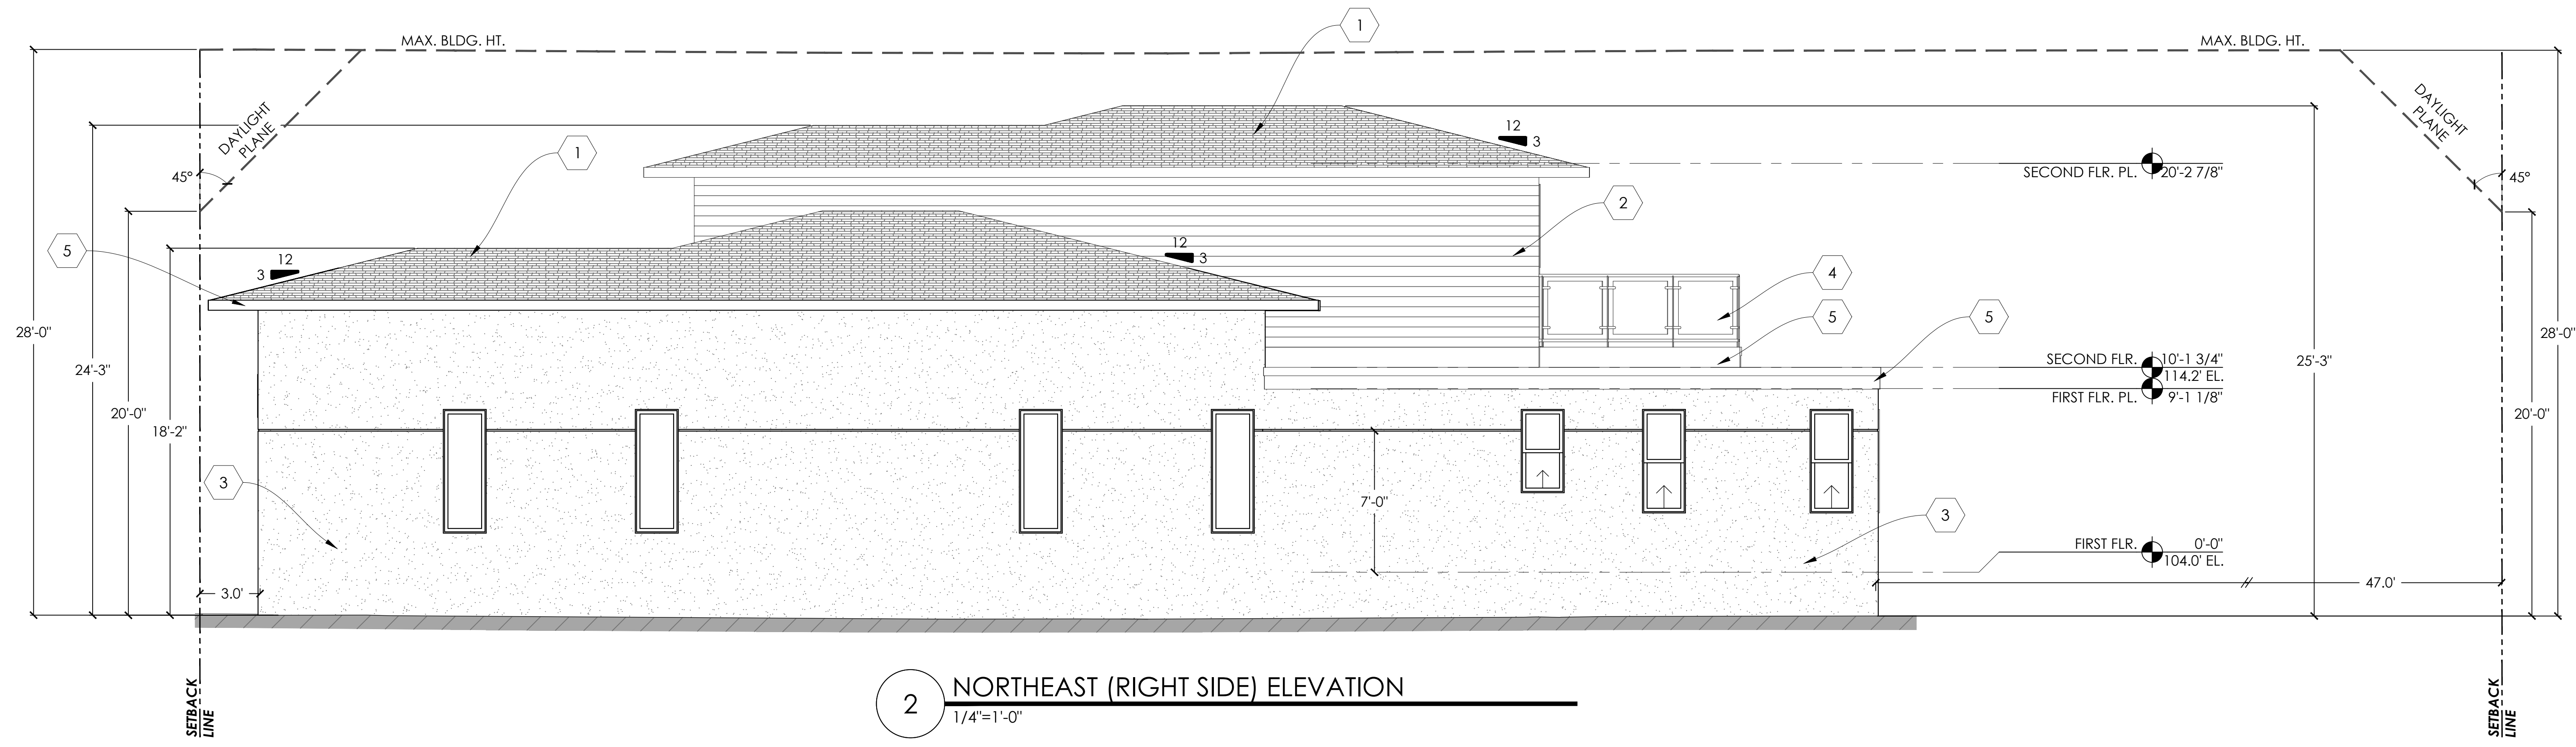 1
MAX. BLDG. HT.
MAX. BLDG. HT.
DAYLIGHT
PLANE
DAYLIGHT
PLANE
12
3
1
45°
SECOND FLR. PL.
20'-2 7/8"
45°
2
5
12
3
12
3
4
5
5
28'-0"
24'-3"
20'-0"
18'-2"
SECOND FLR.
10'-1 3/4"
114.2' EL.
FIRST FLR. PL.
9'-1 1/8"
25'-3"
28'-0"
20'-0"
3
7'-0"
3
FIRST FLR.
0'-0"
104.0' EL.
3.0'
47.0'
SETBACK
LINE
2
NORTHEAST (RIGHT SIDE) ELEVATION
1/4"=1'-0"
SETBACK
LINE